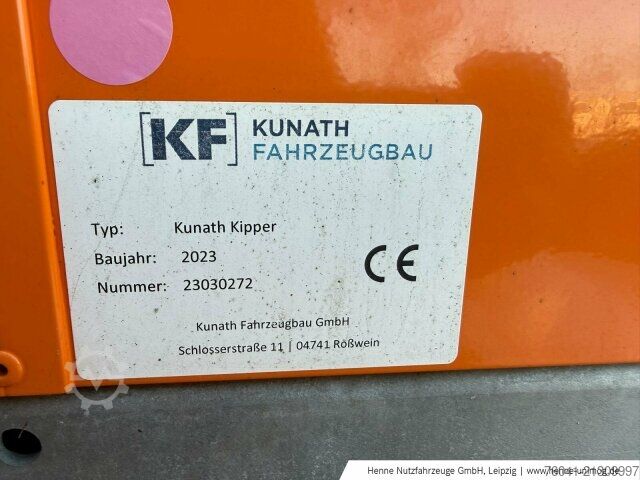 [KF] KUNATH
FAHRZEUGBAU
Typ: Kunath Kipper
Baujahr: 2023
Nummer: 23030272
CE
Kunath Fahrzeugbau GmbH
Schlosserstraße 11 | 04741 Roßwein
Henne Nutzfahrzeuge GmbH, Leipzig |